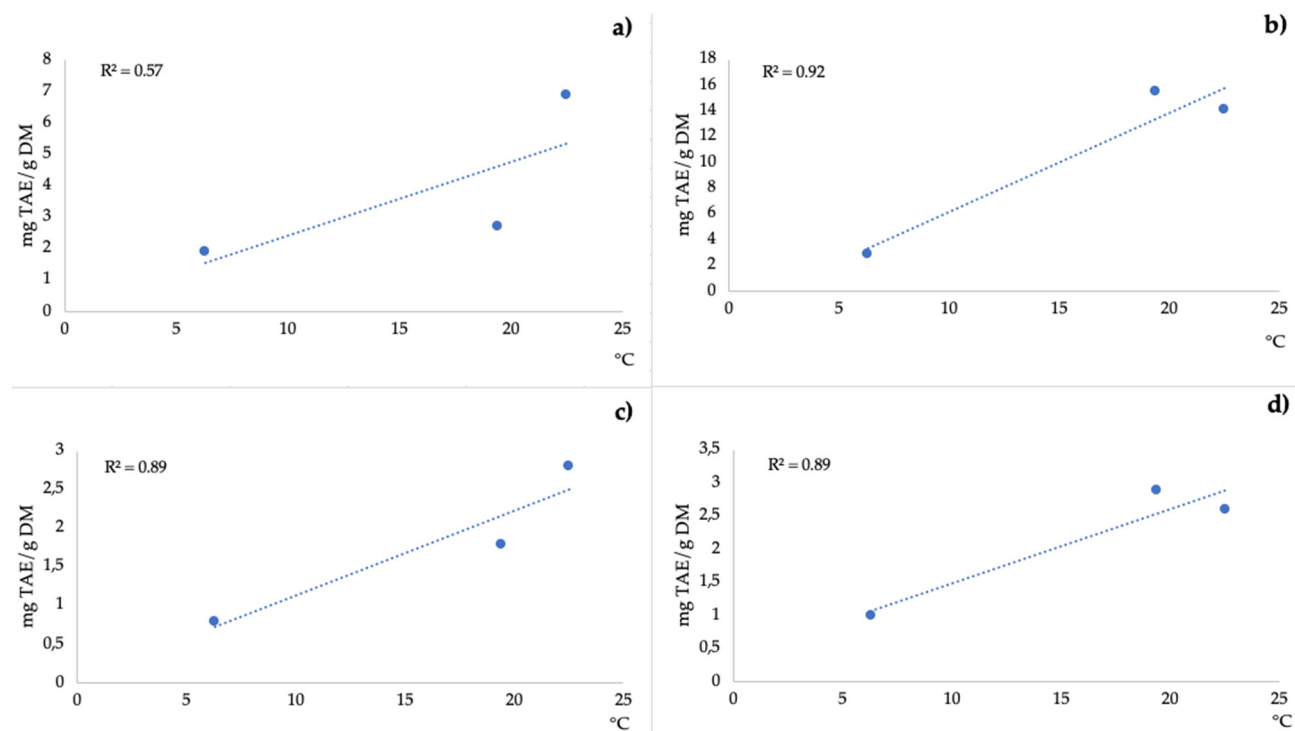 a)
R² = 0.57
mg TAE/g DM
8
7
6
5
4
3
2
1
0
0 5 10 15 20 25
°C
b)
R² = 0.92
mg TAE/g DM
18
16
14
12
10
8
6
4
2
0
0 5 10 15 20 25
°C
c)
R² = 0.89
mg TAE/g DM
3
2,5
2
1,5
1
0,5
0
0 5 10 15 20 25
°C
d)
R² = 0.89
mg TAE/g DM
3,5
3
2,5
2
1,5
1
0,5
0
0 5 10 15 20 25
°C